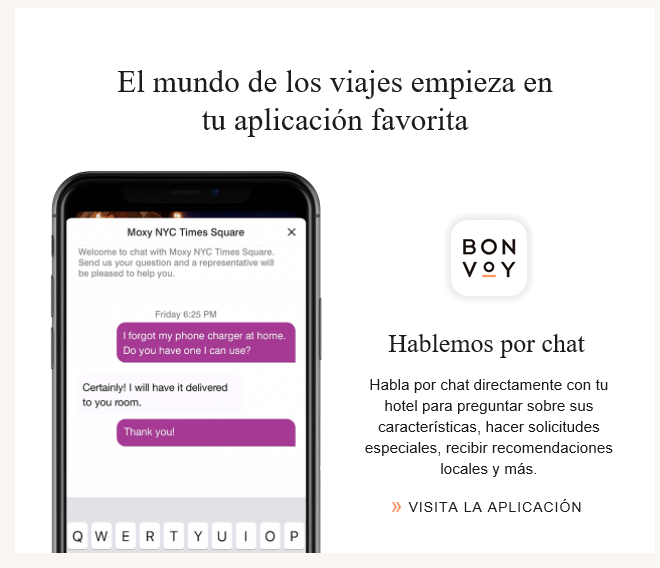 El mundo de los viajes empieza en
tu aplicación favorita
Moxy NYC Times Square ×
Welcome to chat with Moxy NYC Times Square.
Send us your question and a representative will
be pleased to help you.
Friday 6:25 PM
I forgot my phone charger at home.
Do you have one I can use?
Certainly! I will have it delivered
to you room.
Thank you!
Q W E R T Y U I O P
BON
VOY
Hablemos por chat
Habla por chat directamente con tu
hotel para preguntar sobre sus
características, hacer solicitudes
especiales, recibir recomendaciones
locales y más.
» VISITA LA APLICACIÓN